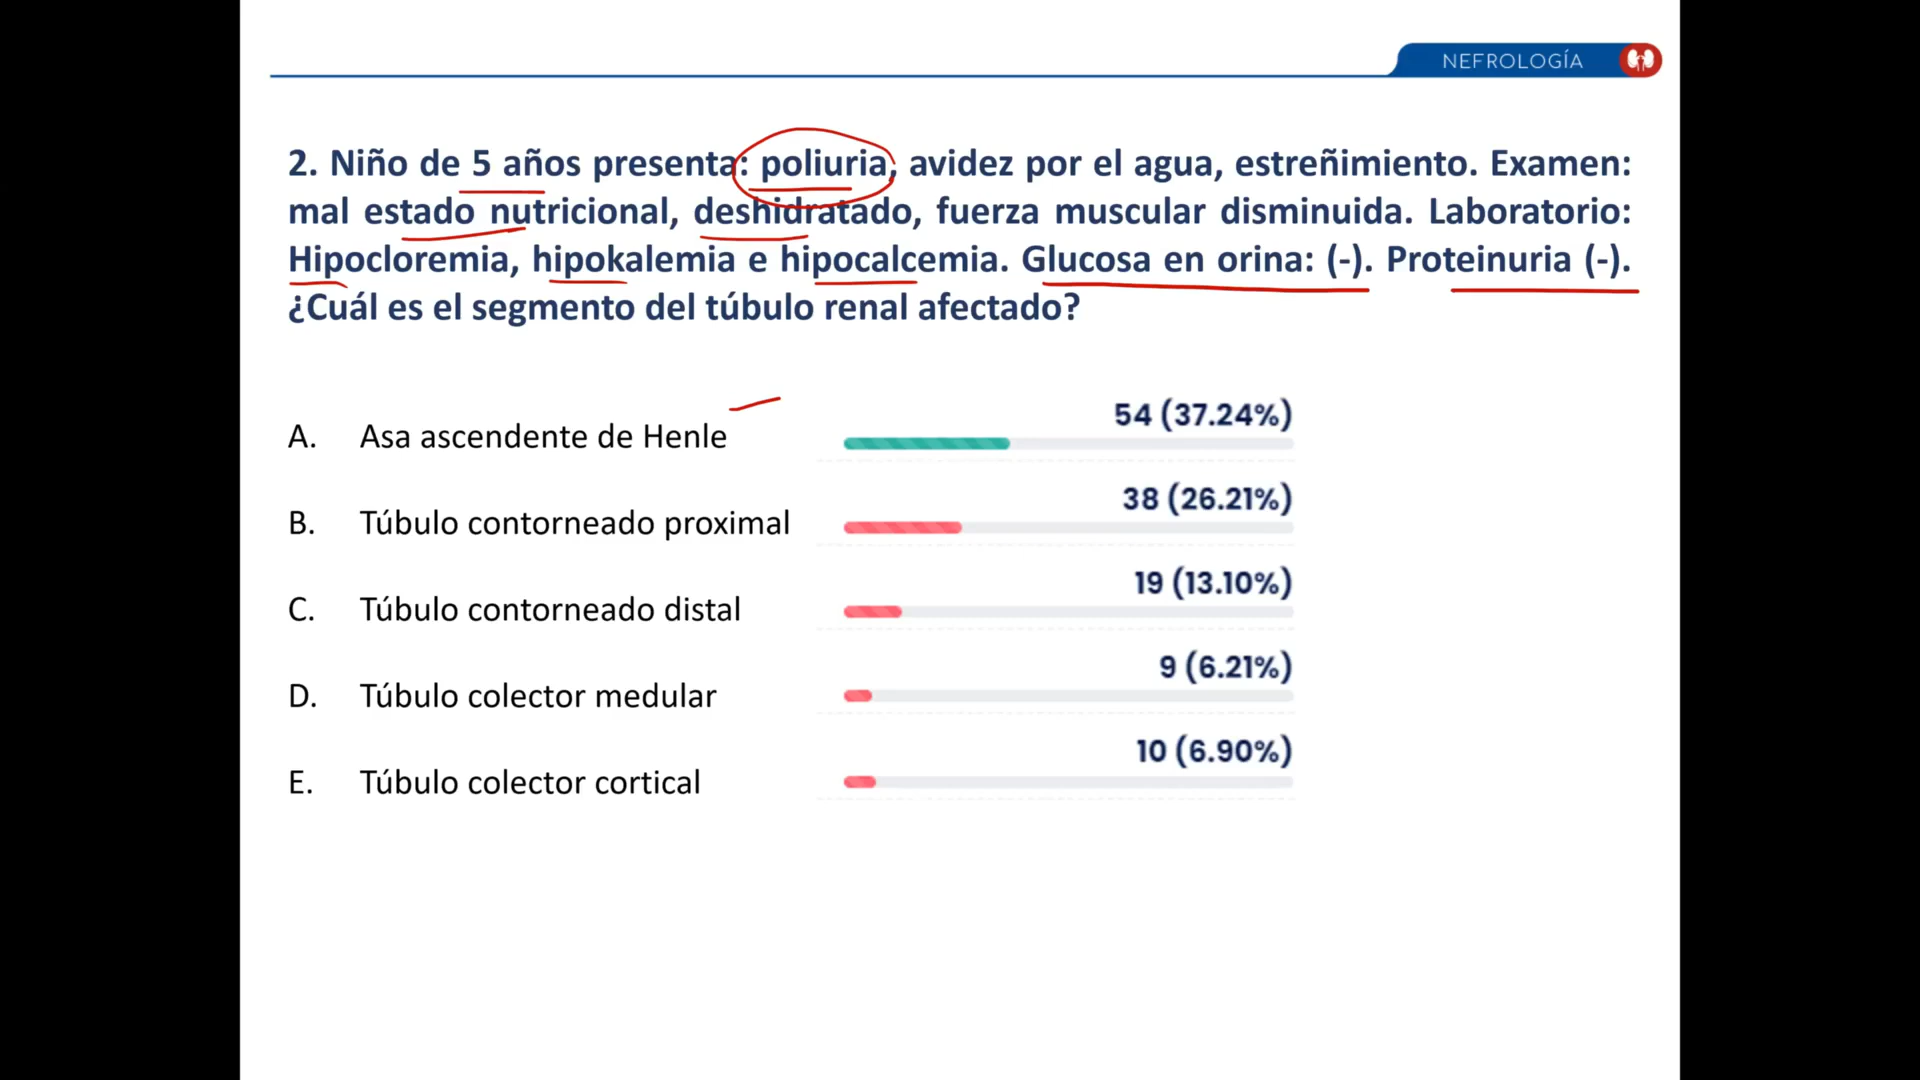 NEFROLOGÍA
2. Niño de 5 años presenta: poliuria, avidez por el agua, estreñimiento. Examen:
mal estado nutricional, deshidratado, fuerza muscular disminuida. Laboratorio:
Hipocloremia, hipokalemia e hipocalcemia. Glucosa en orina: (-). Proteinuria (-).
¿Cuál es el segmento del túbulo renal afectado?
A. Asa ascendente de Henle 54 (37.24%)
B. Túbulo contorneado proximal 38 (26.21%)
C. Túbulo contorneado distal 19 (13.10%)
D. Túbulo colector medular 9 (6.21%)
E. Túbulo colector cortical 10 (6.90%)